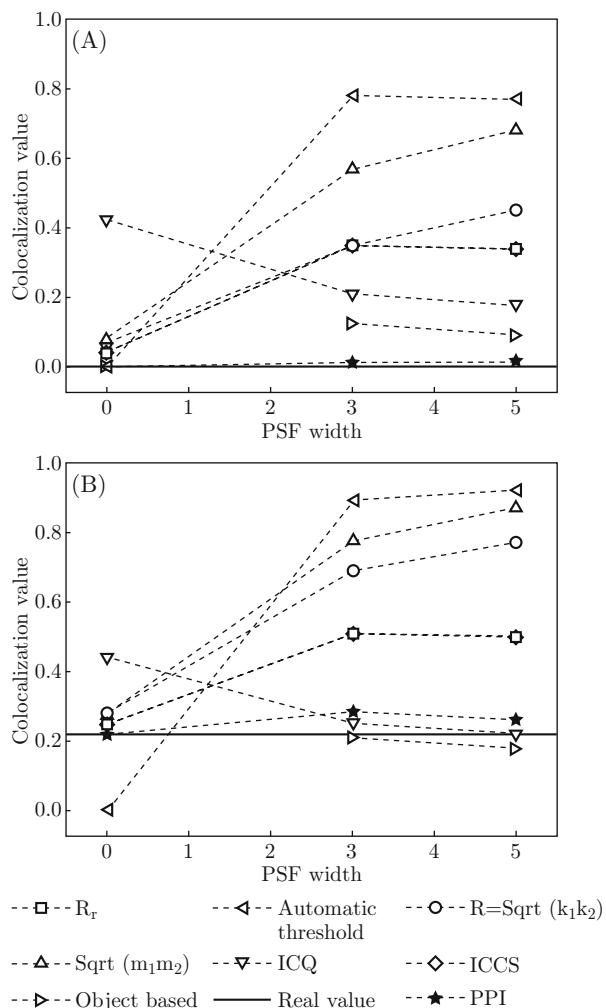 (A)
1.0
0.8
0.6
0.4
0.2
0.0
Colocalization value
0 1 2 3 4 5
PSF width
(B)
1.0
0.8
0.6
0.4
0.2
0.0
Colocalization value
0 1 2 3 4 5
PSF width
Rᵣ
Automatic
threshold
R=Sqrt (k₁k₂)
Sqrt (m₁m₂)
ICQ
ICCS
Object based
Real value
PPI